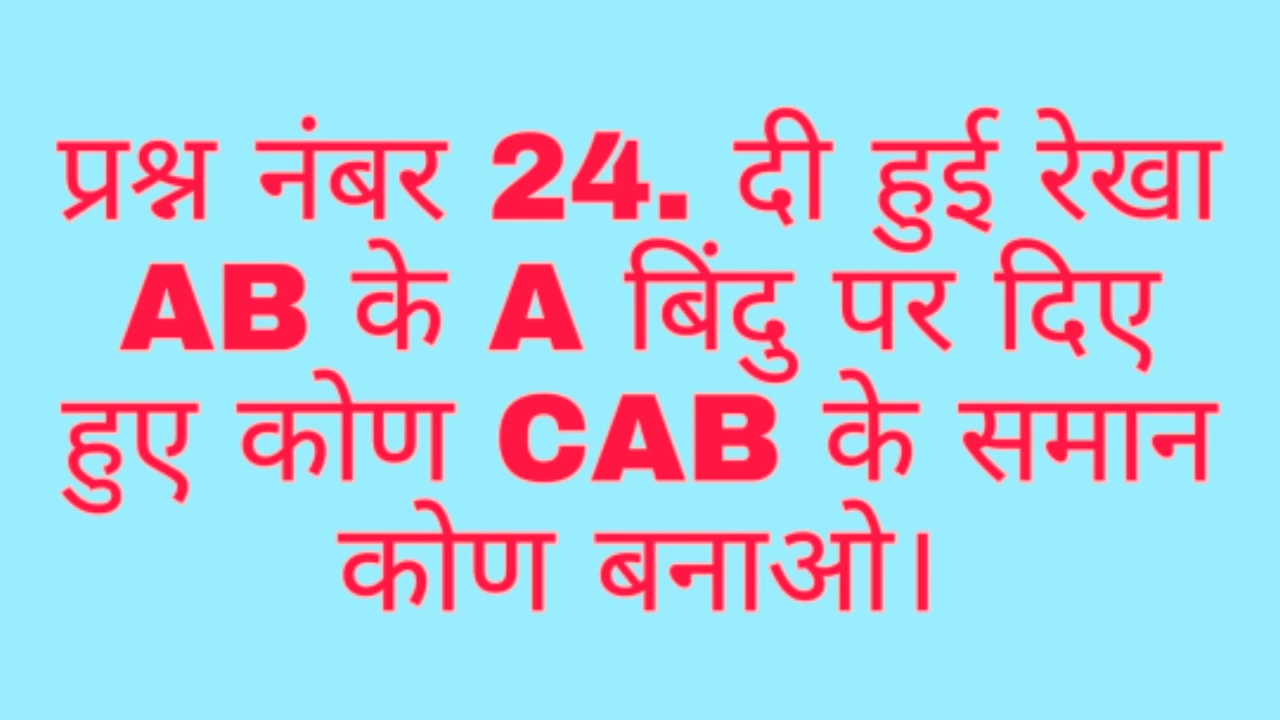 प्रश्न नंबर 24. दी हुई रेखा
AB के A बिंदु पर दिए
हुए कोण CAB के समान
कोण बनाओ।